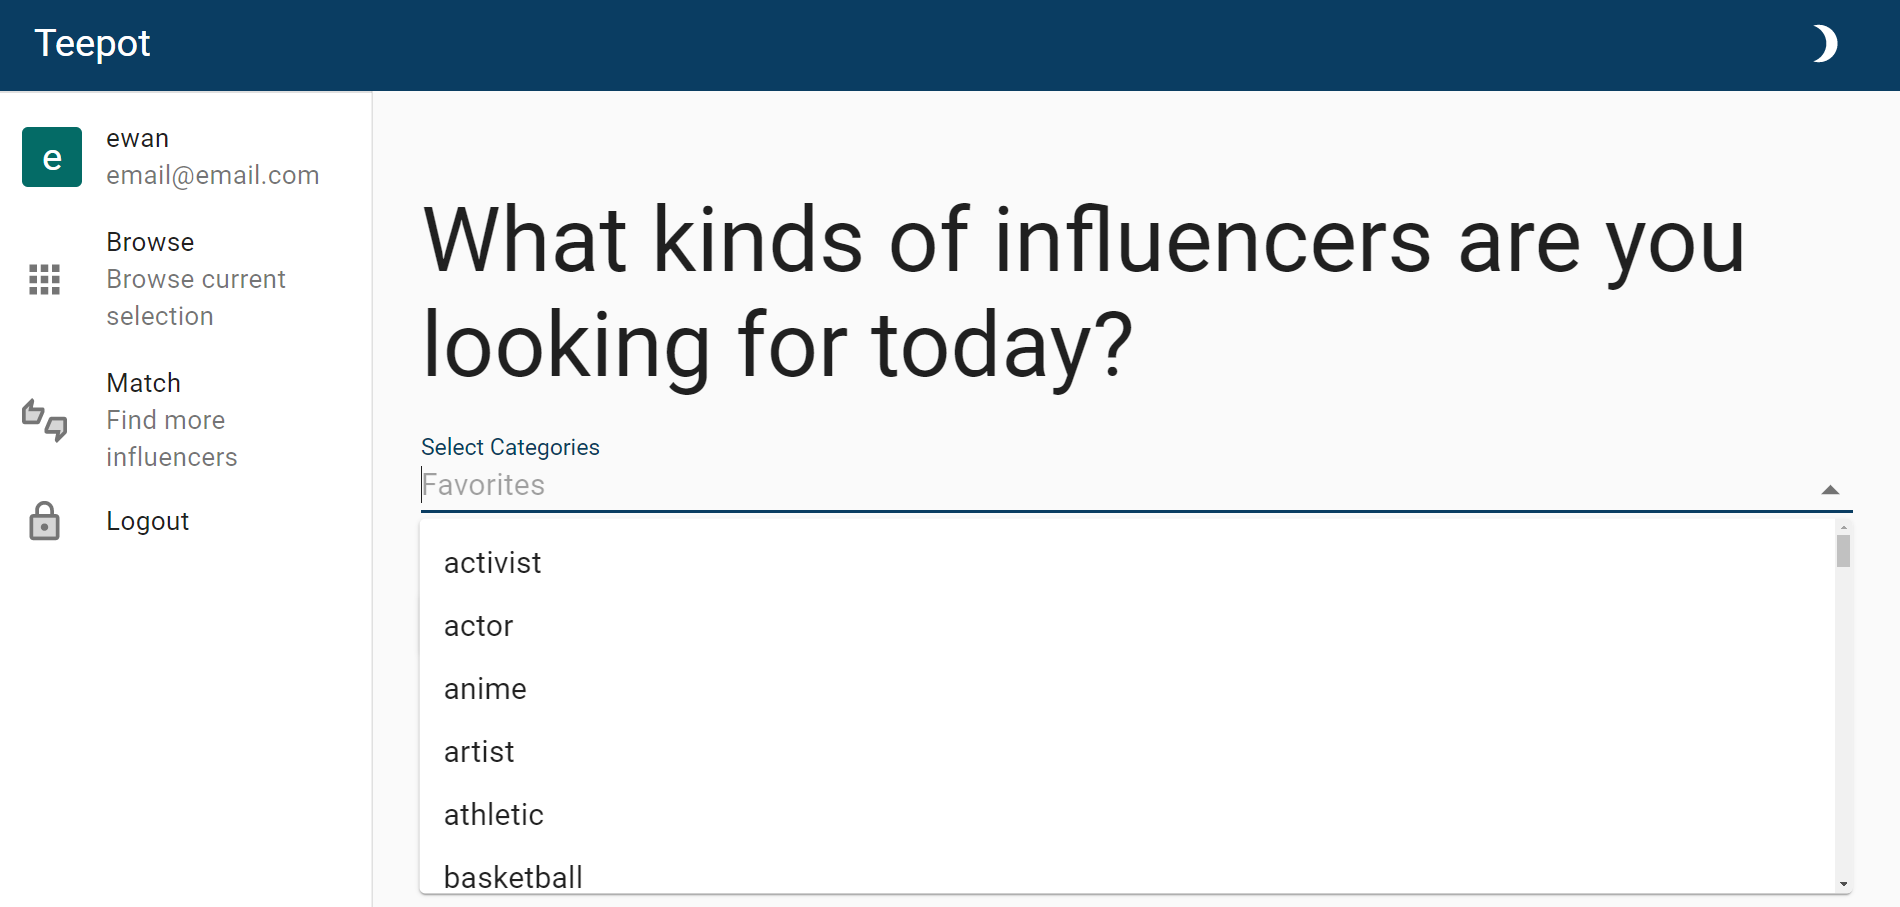 Teepot
e
ewan
email@email.com
Browse
Browse current
selection
Match
Find more
influencers
Logout
What kinds of influencers are you
looking for today?
Select Categories
Favorites
activist
actor
anime
artist
athletic
basketball